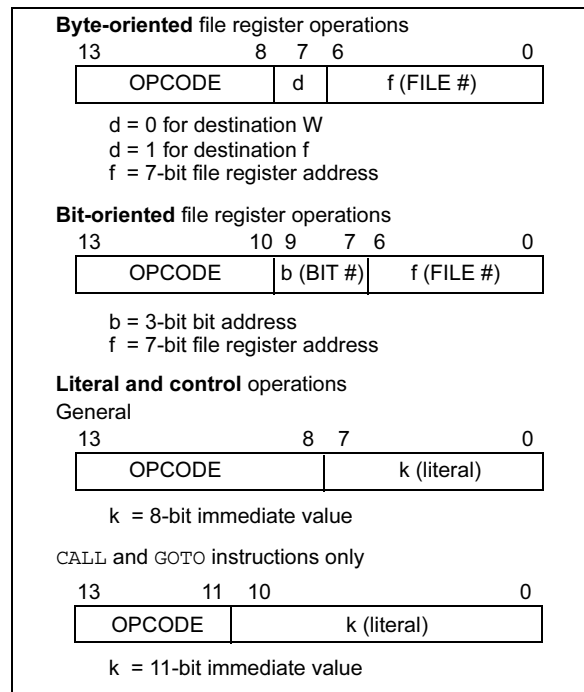 Byte-oriented file register operations
13 8 7 6 0
OPCODE d f (FILE #)
d = 0 for destination W
d = 1 for destination f
f = 7-bit file register address
Bit-oriented file register operations
13 10 9 7 6 0
OPCODE b (BIT #) f (FILE #)
b = 3-bit bit address
f = 7-bit file register address
Literal and control operations
General
13 8 7 0
OPCODE k (literal)
k = 8-bit immediate value
CALL and GOTO instructions only
13 11 10 0
OPCODE k (literal)
k = 11-bit immediate value